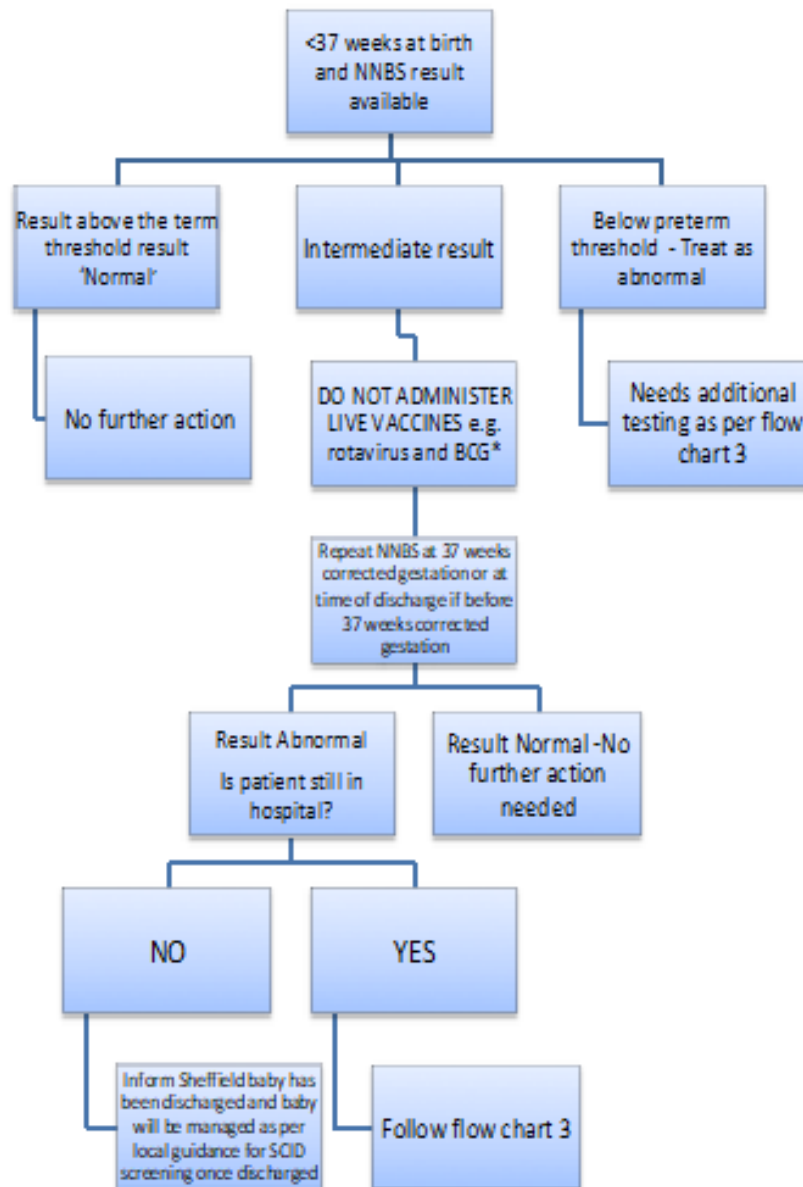 <37 weeks at birth
and NNBS result
available
Result above the term
threshold result
‘Normal’
Intermediate result
Below preterm
threshold - Treat as
abnormal
No further action
DO NOT ADMINISTER
LIVE VACCINES e.g.
rotavirus and BCG*
Needs additional
testing as per flow
chart 3
Repeat NNBS at 37 weeks
corrected gestation or at
time of discharge if before
37 weeks corrected
gestation
Result Abnormal
Is patient still in
hospital?
Result Normal -No
further action
needed
NO
YES
Inform Sheffield baby has
been discharged and baby
will be managed as per
local guidance for SCID
screening once discharged
Follow flow chart 3